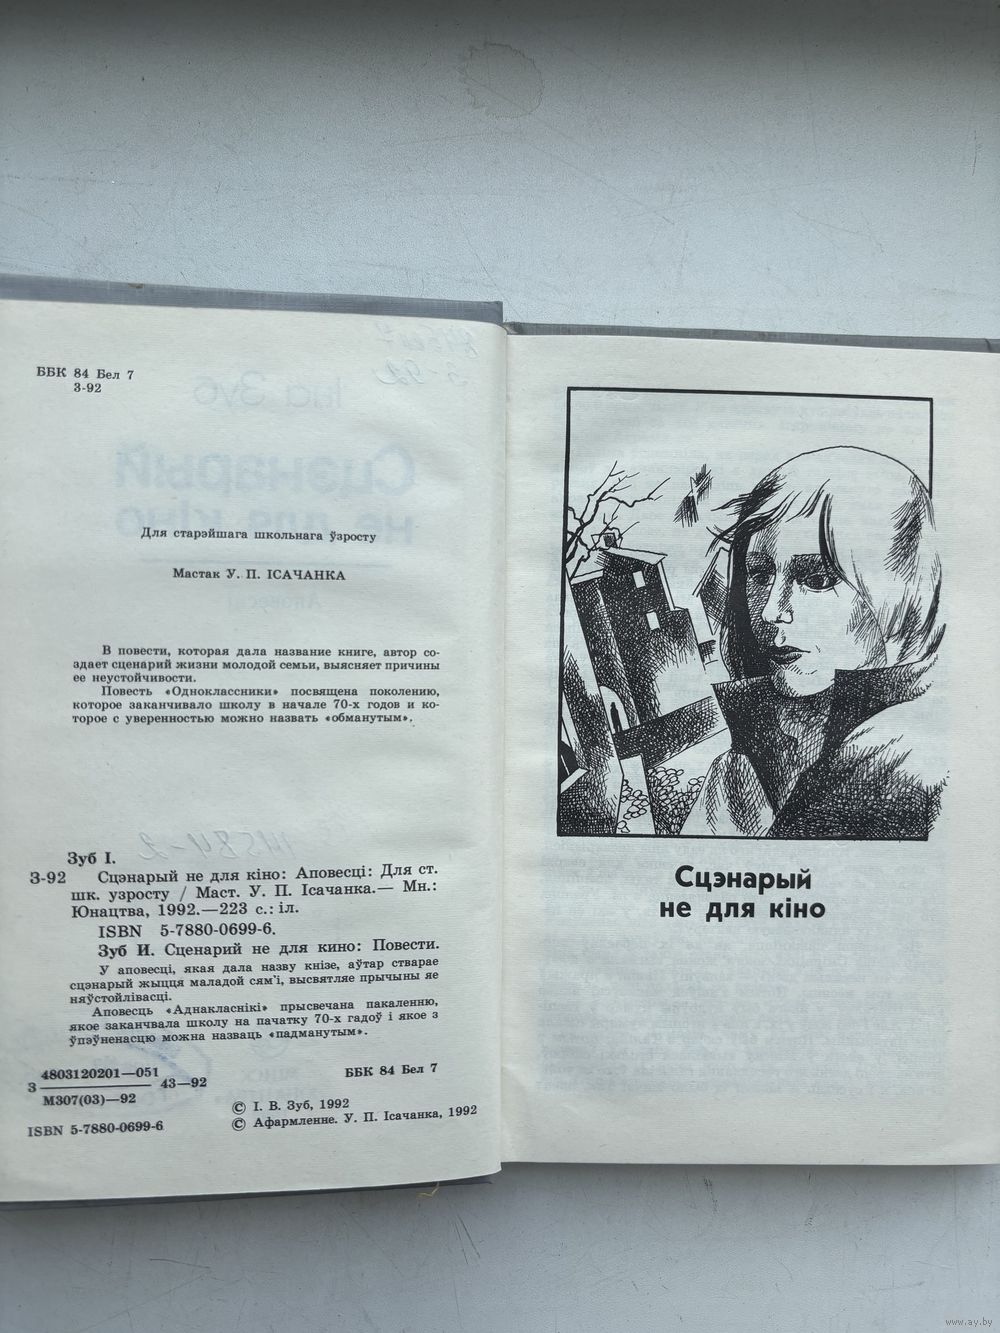 ББК 84 Бел 7
З-92
Для старэйшага школьнага ўзросту
Мастак У. П. ІСАЧАНКА
В повести, которая дала название книге, автор со-
здает сценарий жизни молодой семьи, выясняет причины
ее неустойчивости.
Повесть «Одноклассники» посвящена поколению,
которое заканчивало школу в начале 70-х годов и ко-
торое с уверенностью можно назвать «обманутым».
14584-2
Зуб І.
З-92 Сцэнарый не для кіно: Аповесці: Для ст.
шк. узросту / Маст. У. П. Ісачанка.— Мн.:
Юнацтва, 1992.—223 с.: іл.
ISBN 5-7880-0699-6.
Зуб И. Сценарий не для кино: Повести.
У аповесці, якая дала назву кнізе, аўтар стварае
сцэнарый жыцця маладой сям'і, высвятляе прычыны яе
няўстойлівасці.
Аповесць «Аднакласнікі» прысвечана пакаленню,
якое заканчвала школу на пачатку 70-х гадоў і якое з
ўпэўненасцю можна назваць «падманутым».
4803120201—051
З 43—92
М307(03)—92
ББК 84 Бел 7
ISBN 5-7880-0699-6
© І. В. Зуб, 1992
© Афармленне. У. П. Ісачанка, 1992
Сцэнарый
не для кіно
www.ay.by